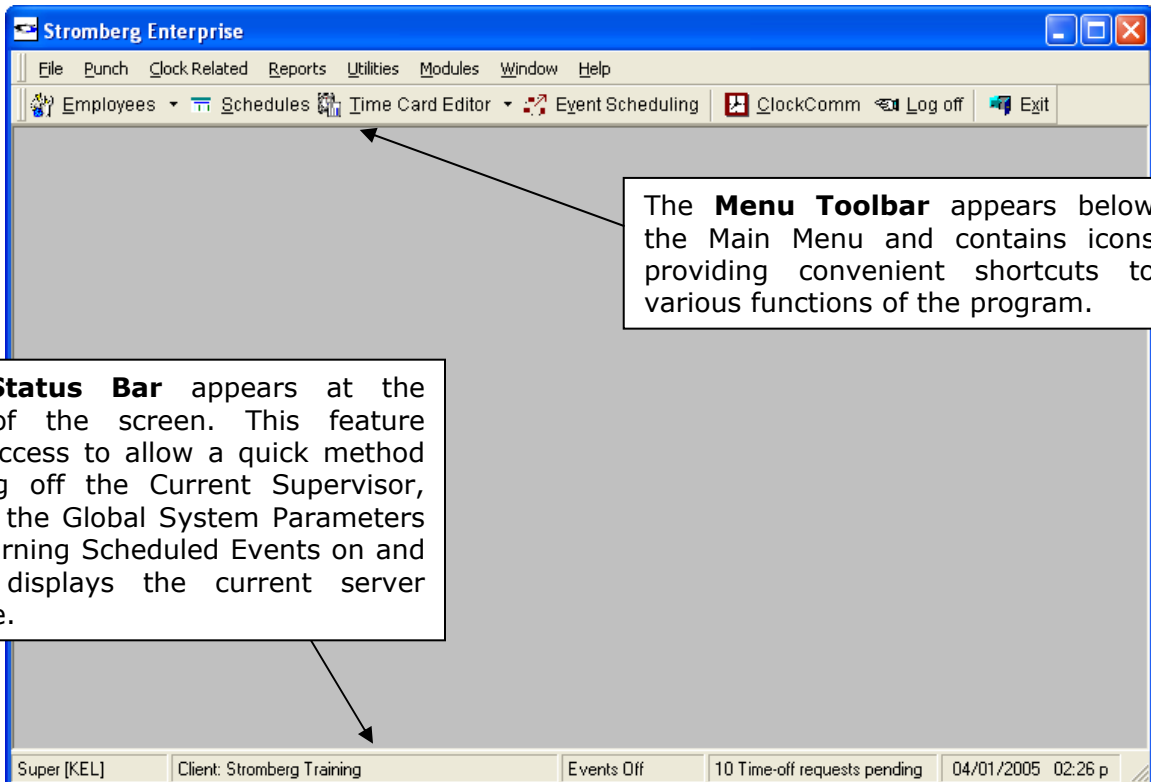 Stromberg Enterprise
File Punch Clock Related Reports Utilities Modules Window Help
Employees Schedules Time Card Editor Event Scheduling ClockComm Log off Exit
The Menu Toolbar appears below
the Main Menu and contains icons
providing convenient shortcuts to
various functions of the program.
Status Bar appears at the
of the screen. This feature
ccess to allow a quick method
g off the Current Supervisor,
the Global System Parameters
rning Scheduled Events on and
displays the current server
e.
Super [KEL] Client: Stromberg Training Events Off 10 Time-off requests pending 04/01/2005 02:26 p